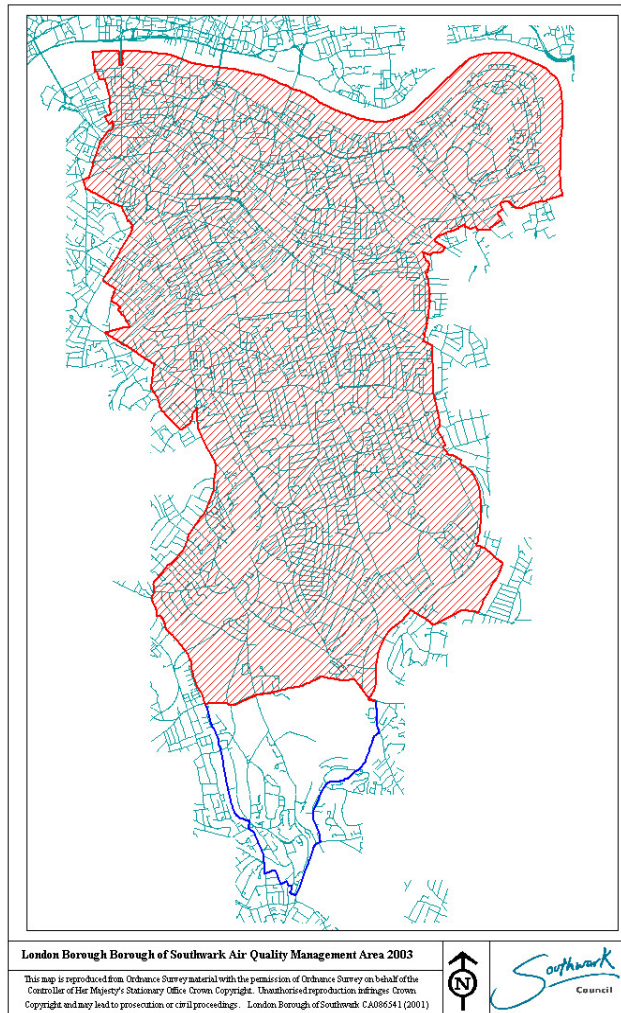 London Borough Borough of Southwark Air Quality Management Area 2003
This map is reproduced from Ordnance Survey material with the permission of Ordnance Survey on behalf of the
Controller of Her Majesty's Stationary Office Crown Copyright. Unauthorised reproduction infringes Crown
Copyright and may lead to prosecution or civil proceedings. London Borough of Southwark CA086541 (2001)
N
Southwark
Council